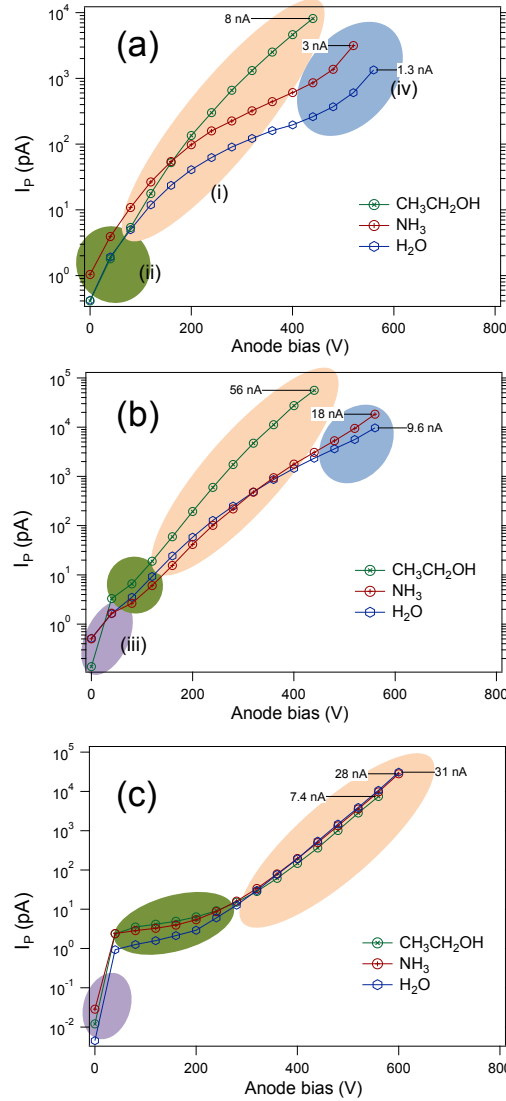 (a)
8 nA
3 nA
1.3 nA
(iv)
(i)
(ii)
CH₃CH₂OH
NH₃
H₂O
I_P (pA)
10⁴
10³
10²
10¹
10⁰
0 200 400 600 800
Anode bias (V)
(b)
56 nA
18 nA
9.6 nA
(iii)
CH₃CH₂OH
NH₃
H₂O
I_P (pA)
10⁵
10⁴
10³
10²
10¹
10⁰
0 200 400 600 800
Anode bias (V)
(c)
28 nA
31 nA
7.4 nA
CH₃CH₂OH
NH₃
H₂O
I_P (pA)
10⁵
10⁴
10³
10²
10¹
10⁰
10⁻¹
10⁻²
0 200 400 600 800
Anode bias (V)